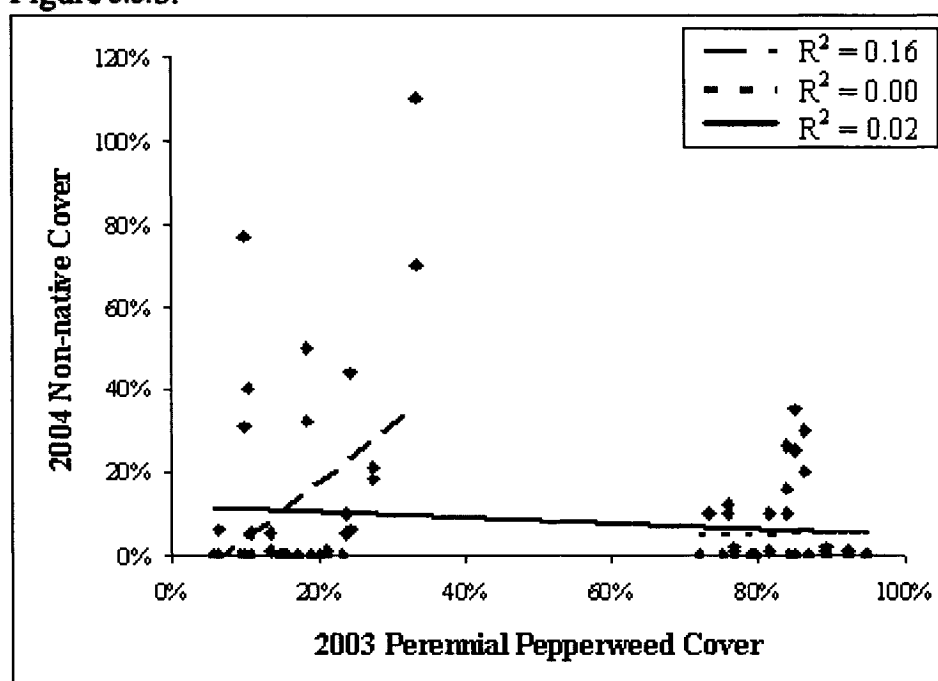 120%
100%
80%
60%
40%
20%
0%
0%
20%
40%
60%
80%
100%
2004 Non-native Cover
2003 Perennial Pepperweed Cover
R² = 0.16
R² = 0.00
R² = 0.02